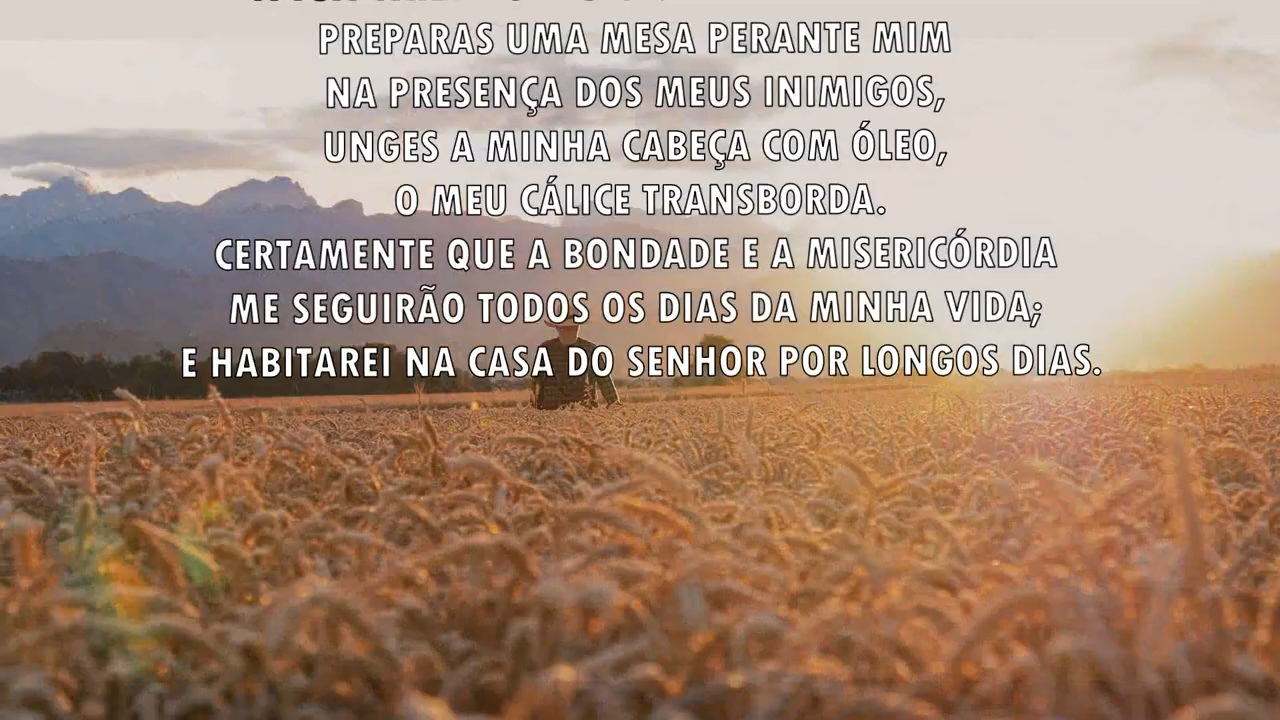 PREPARAS UMA MESA PERANTE MIM
NA PRESENÇA DOS MEUS INIMIGOS,
UNGES A MINHA CABEÇA COM ÓLEO,
O MEU CÁLICE TRANSBORDA.
CERTAMENTE QUE A BONDADE E A MISERICÓRDIA
ME SEGUIRÃO TODOS OS DIAS DA MINHA VIDA;
E HABITAREI NA CASA DO SENHOR POR LONGOS DIAS.